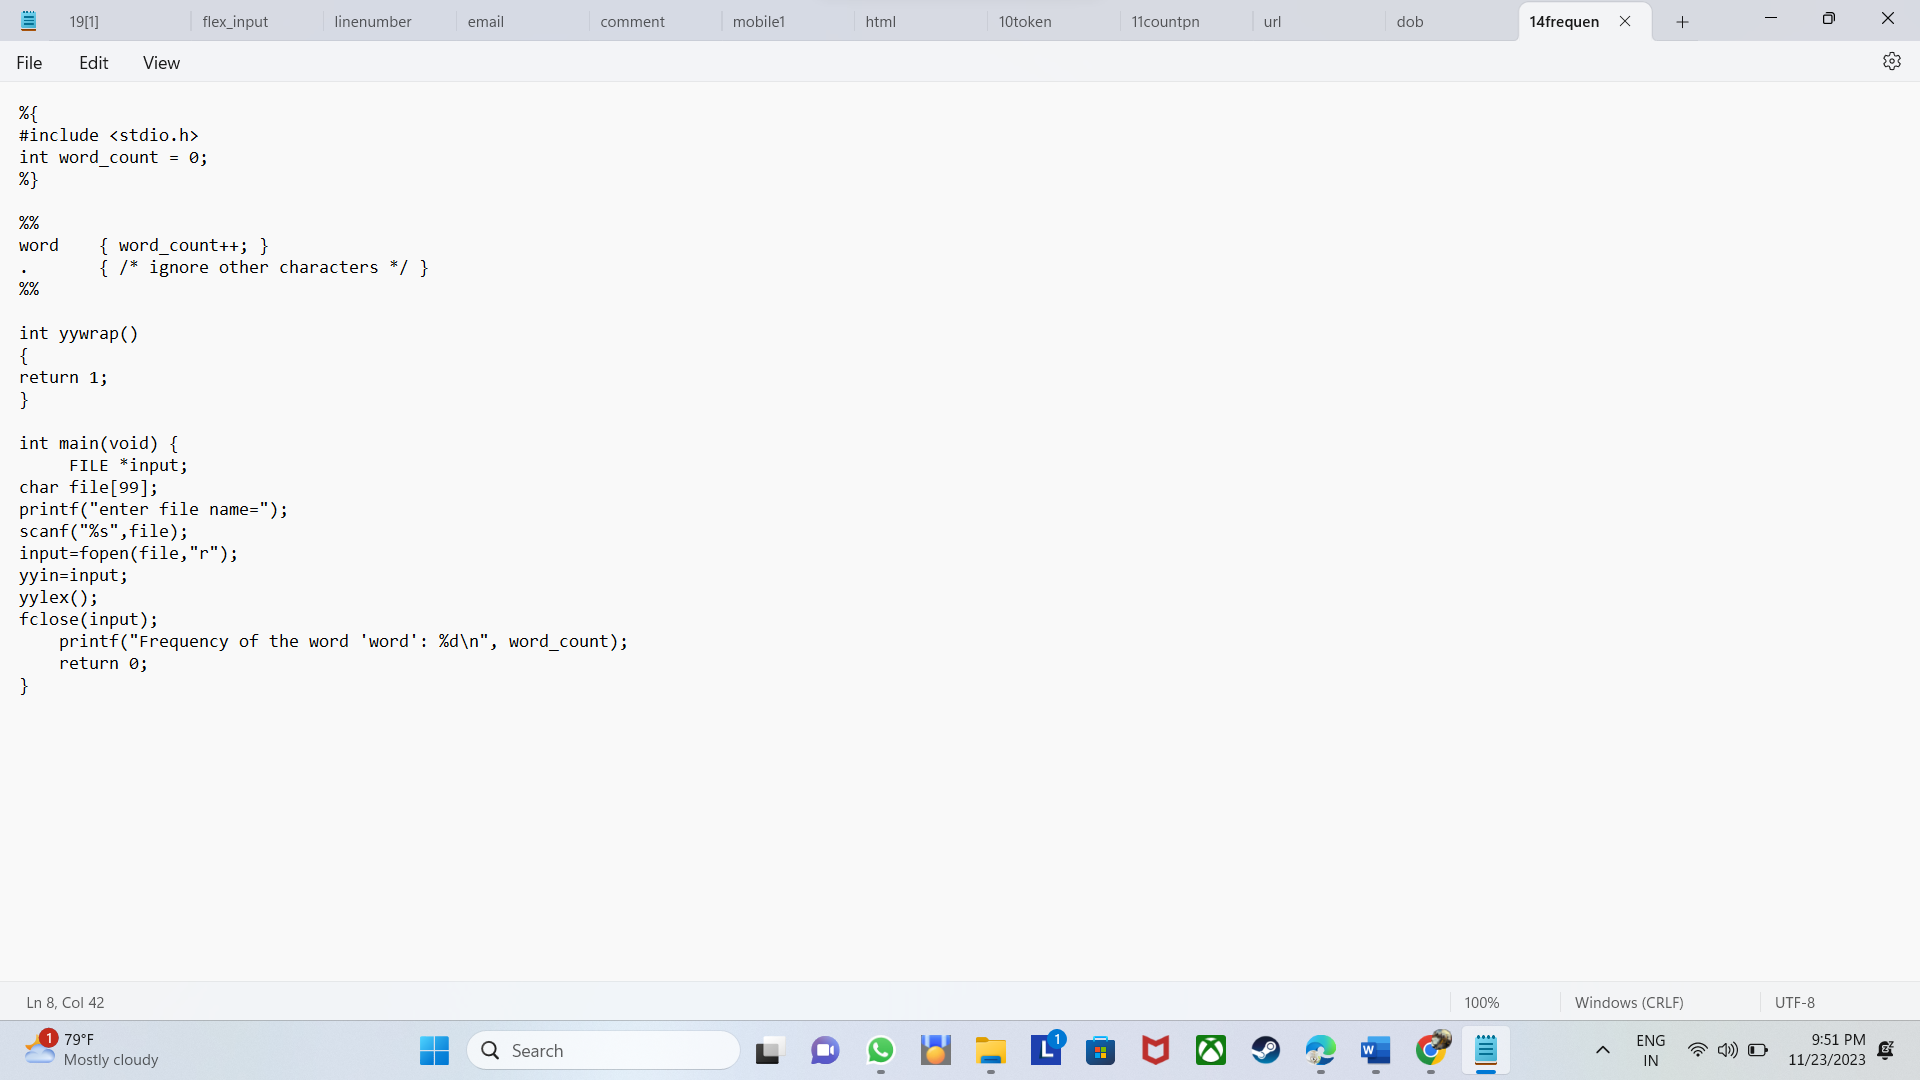 19[1] flex_input linenumber email comment mobile1 html 10token 11countpn url dob 14frequen
File Edit View
%{
#include <stdio.h>
int word_count = 0;
%}
%%
word    { word_count++; }
.       { /* ignore other characters */ }
%%
int yywrap()
{
return 1;
}
int main(void) {
     FILE *input;
char file[99];
printf("enter file name=");
scanf("%s",file);
input=fopen(file,"r");
yyin=input;
yylex();
fclose(input);
    printf("Frequency of the word 'word': %d\n", word_count);
    return 0;
}
Ln 8, Col 42 100% Windows (CRLF) UTF-8
1 79°F
Mostly cloudy
Search
L 1
W
ENG
IN
9:51 PM
11/23/2023